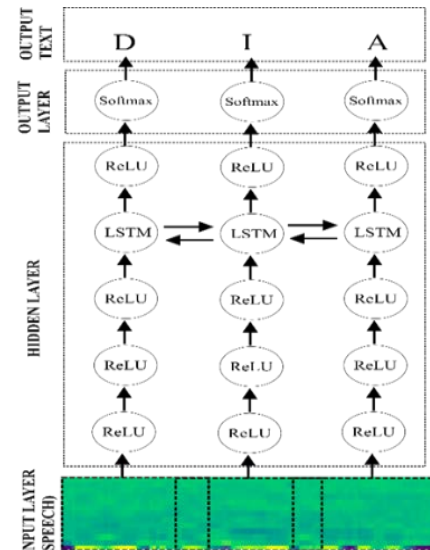 OUTPUT TEXT
D I A
OUTPUT LAYER
Softmax Softmax Softmax
HIDDEN LAYER
ReLU ReLU ReLU
LSTM LSTM LSTM
ReLU ReLU ReLU
ReLU ReLU ReLU
ReLU ReLU ReLU
INPUT LAYER
SPEECH)